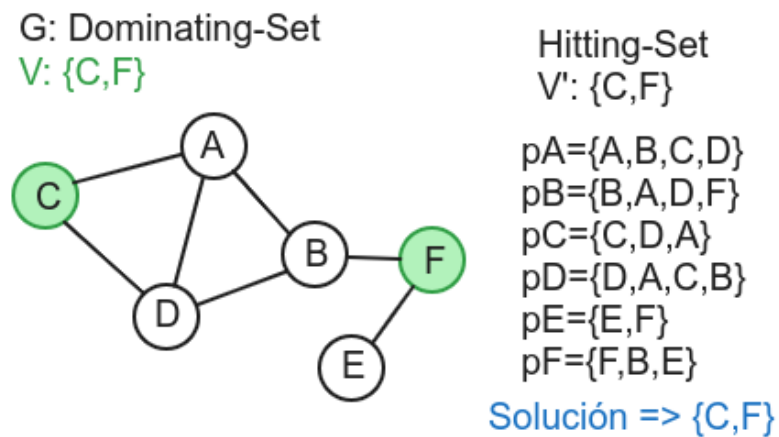 G: Dominating-Set
V: {C,F}
A
C
B
F
D
E
Hitting-Set
V': {C,F}
pA={A,B,C,D}
pB={B,A,D,F}
pC={C,D,A}
pD={D,A,C,B}
pE={E,F}
pF={F,B,E}
Solución => {C,F}